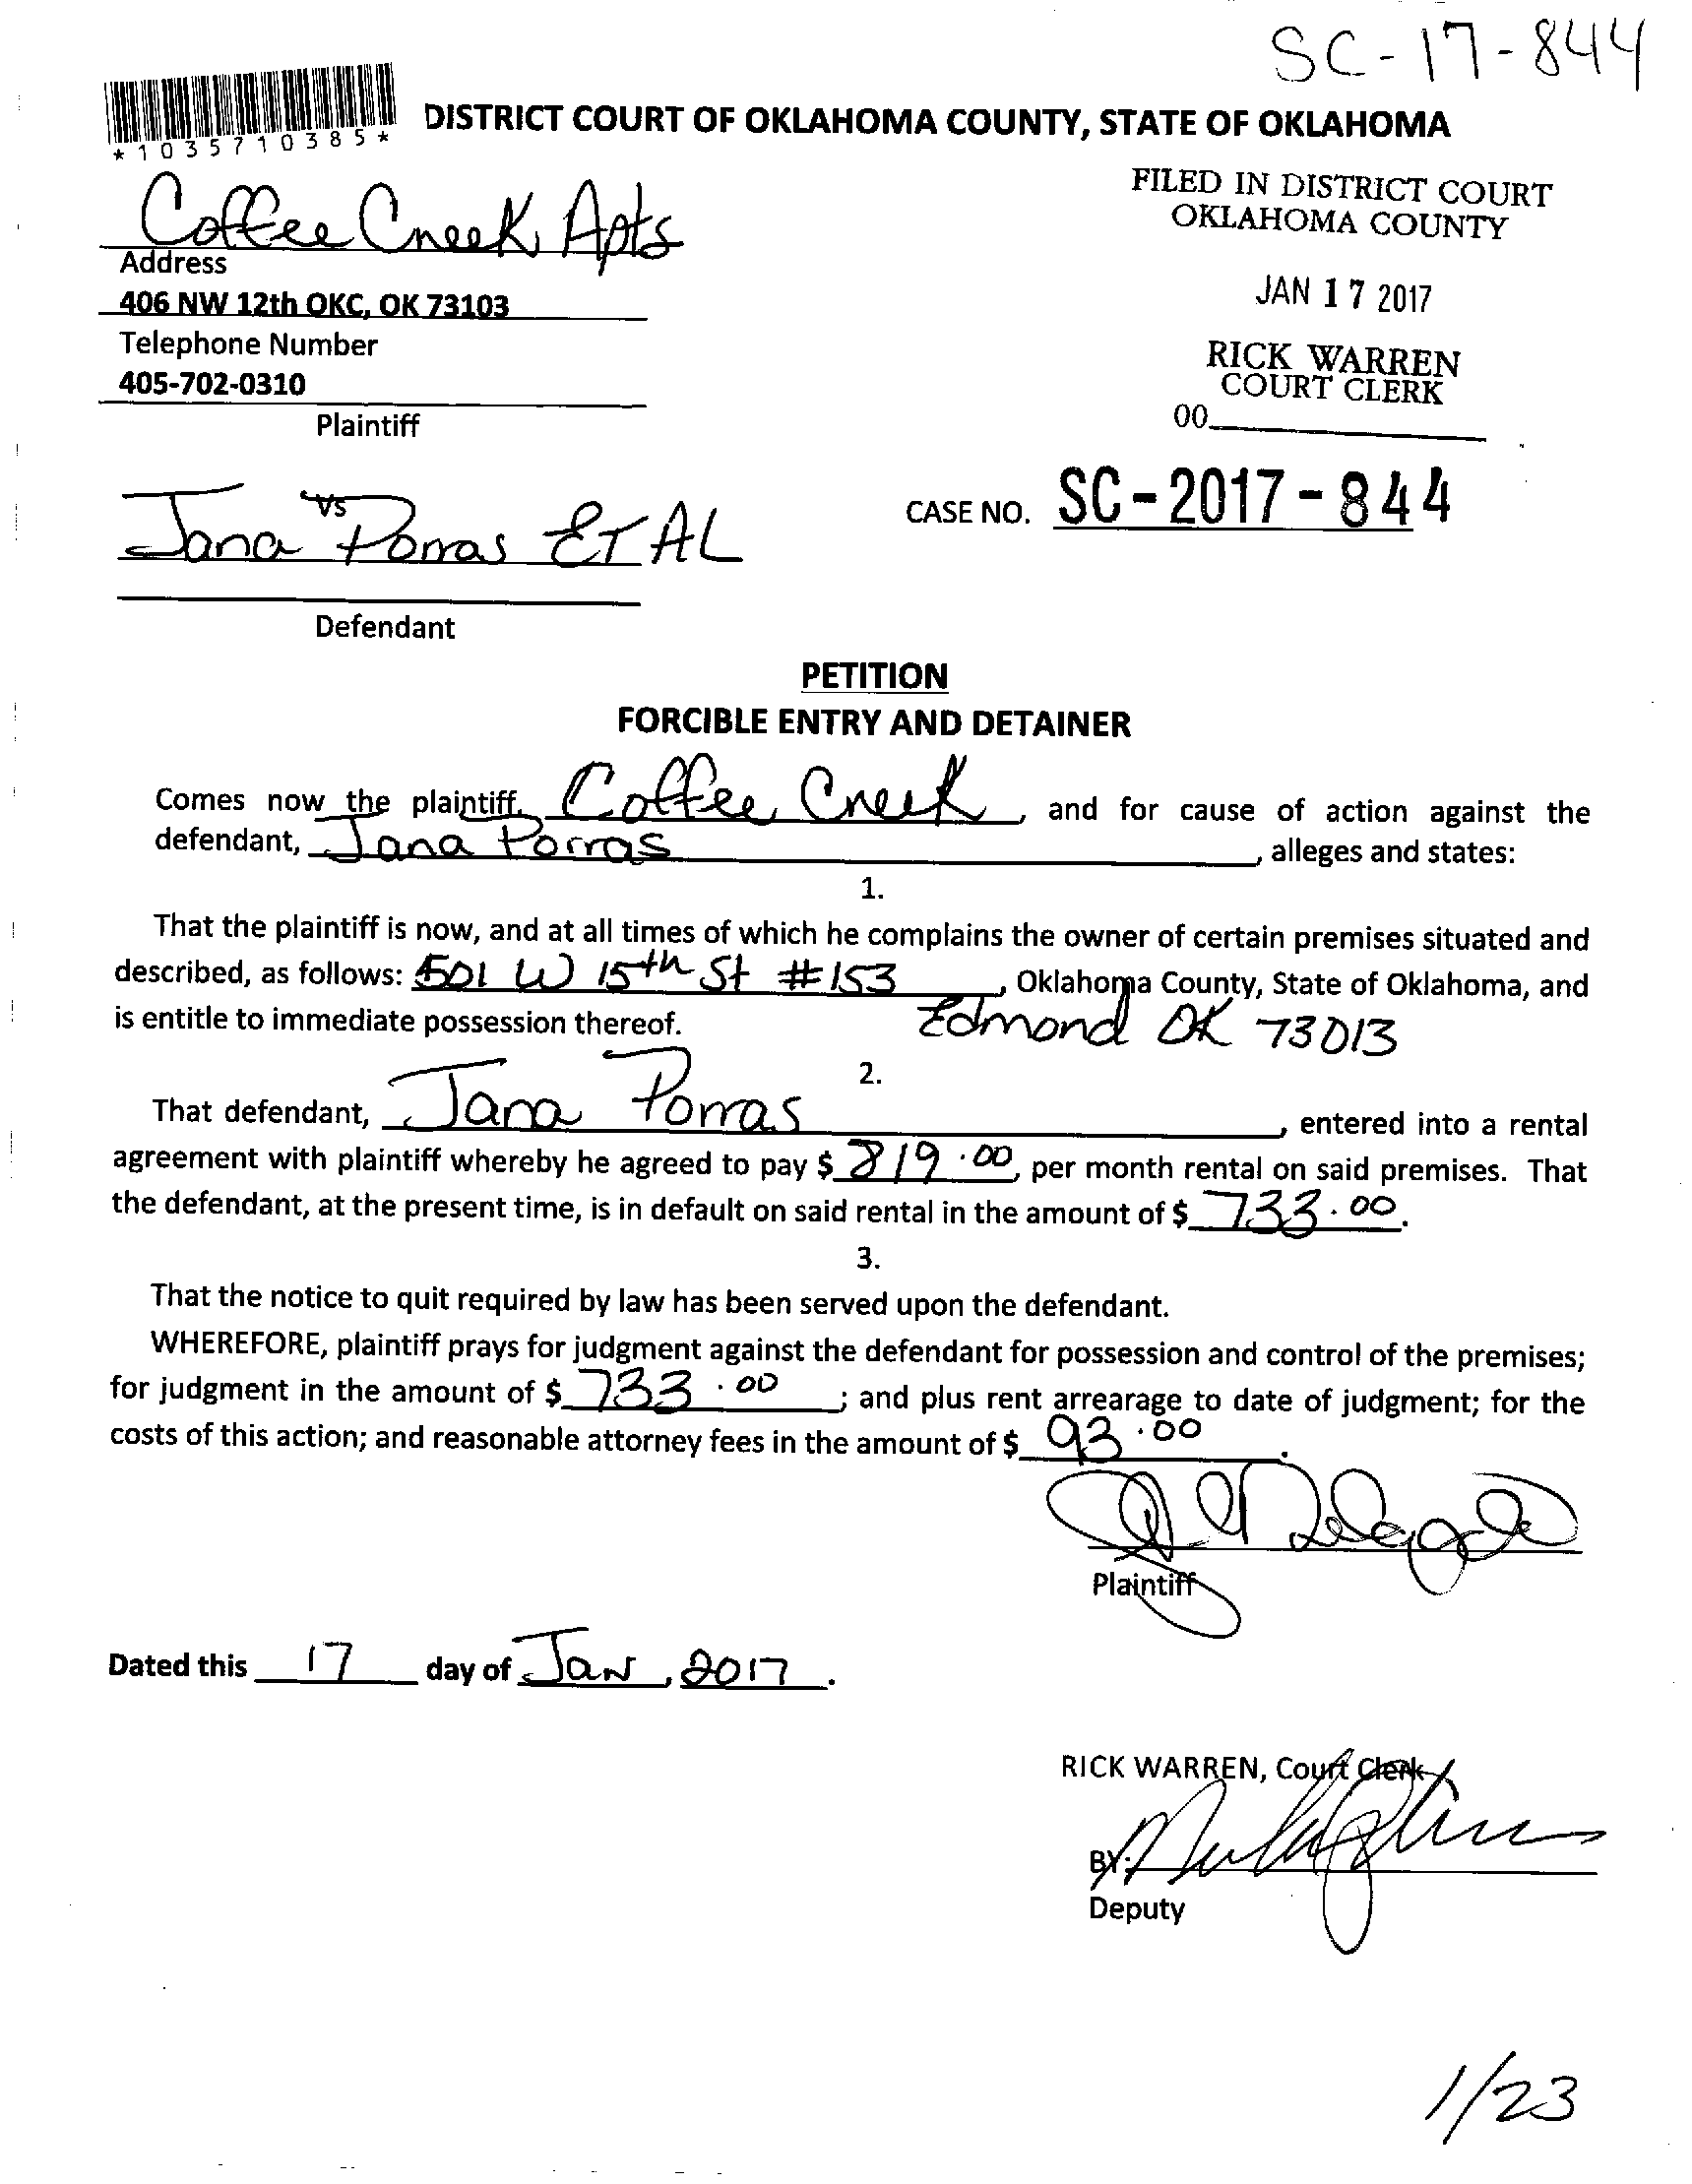 SC-17-844
*1035710385*
DISTRICT COURT OF OKLAHOMA COUNTY, STATE OF OKLAHOMA
Coffee Creek Apts
Address
406 NW 12th OKC, OK 73103
Telephone Number
405-702-0310
Plaintiff
FILED IN DISTRICT COURT
OKLAHOMA COUNTY
JAN 17 2017
RICK WARREN
COURT CLERK
00
vs
Jana Porras ET AL
CASE NO. SC-2017-844
Defendant
PETITION
FORCIBLE ENTRY AND DETAINER
Comes now the plaintiff, Coffee Creek, and for cause of action against the
defendant, Jana Porras, alleges and states:
1.
That the plaintiff is now, and at all times of which he complains the owner of certain premises situated and
described, as follows: 501 W 15th St #153, Oklahoma County, State of Oklahoma, and
is entitle to immediate possession thereof. Edmond OK 73013
2.
That defendant, Jana Porras, entered into a rental
agreement with plaintiff whereby he agreed to pay $ 819.00, per month rental on said premises. That
the defendant, at the present time, is in default on said rental in the amount of $ 733.00.
3.
That the notice to quit required by law has been served upon the defendant.
WHEREFORE, plaintiff prays for judgment against the defendant for possession and control of the premises;
for judgment in the amount of $ 733.00; and plus rent arrearage to date of judgment; for the
costs of this action; and reasonable attorney fees in the amount of $ 93.00.
Plaintiff
Dated this 17 day of Jan, 2017.
RICK WARREN, Court Clerk
BY:
Deputy
1/23